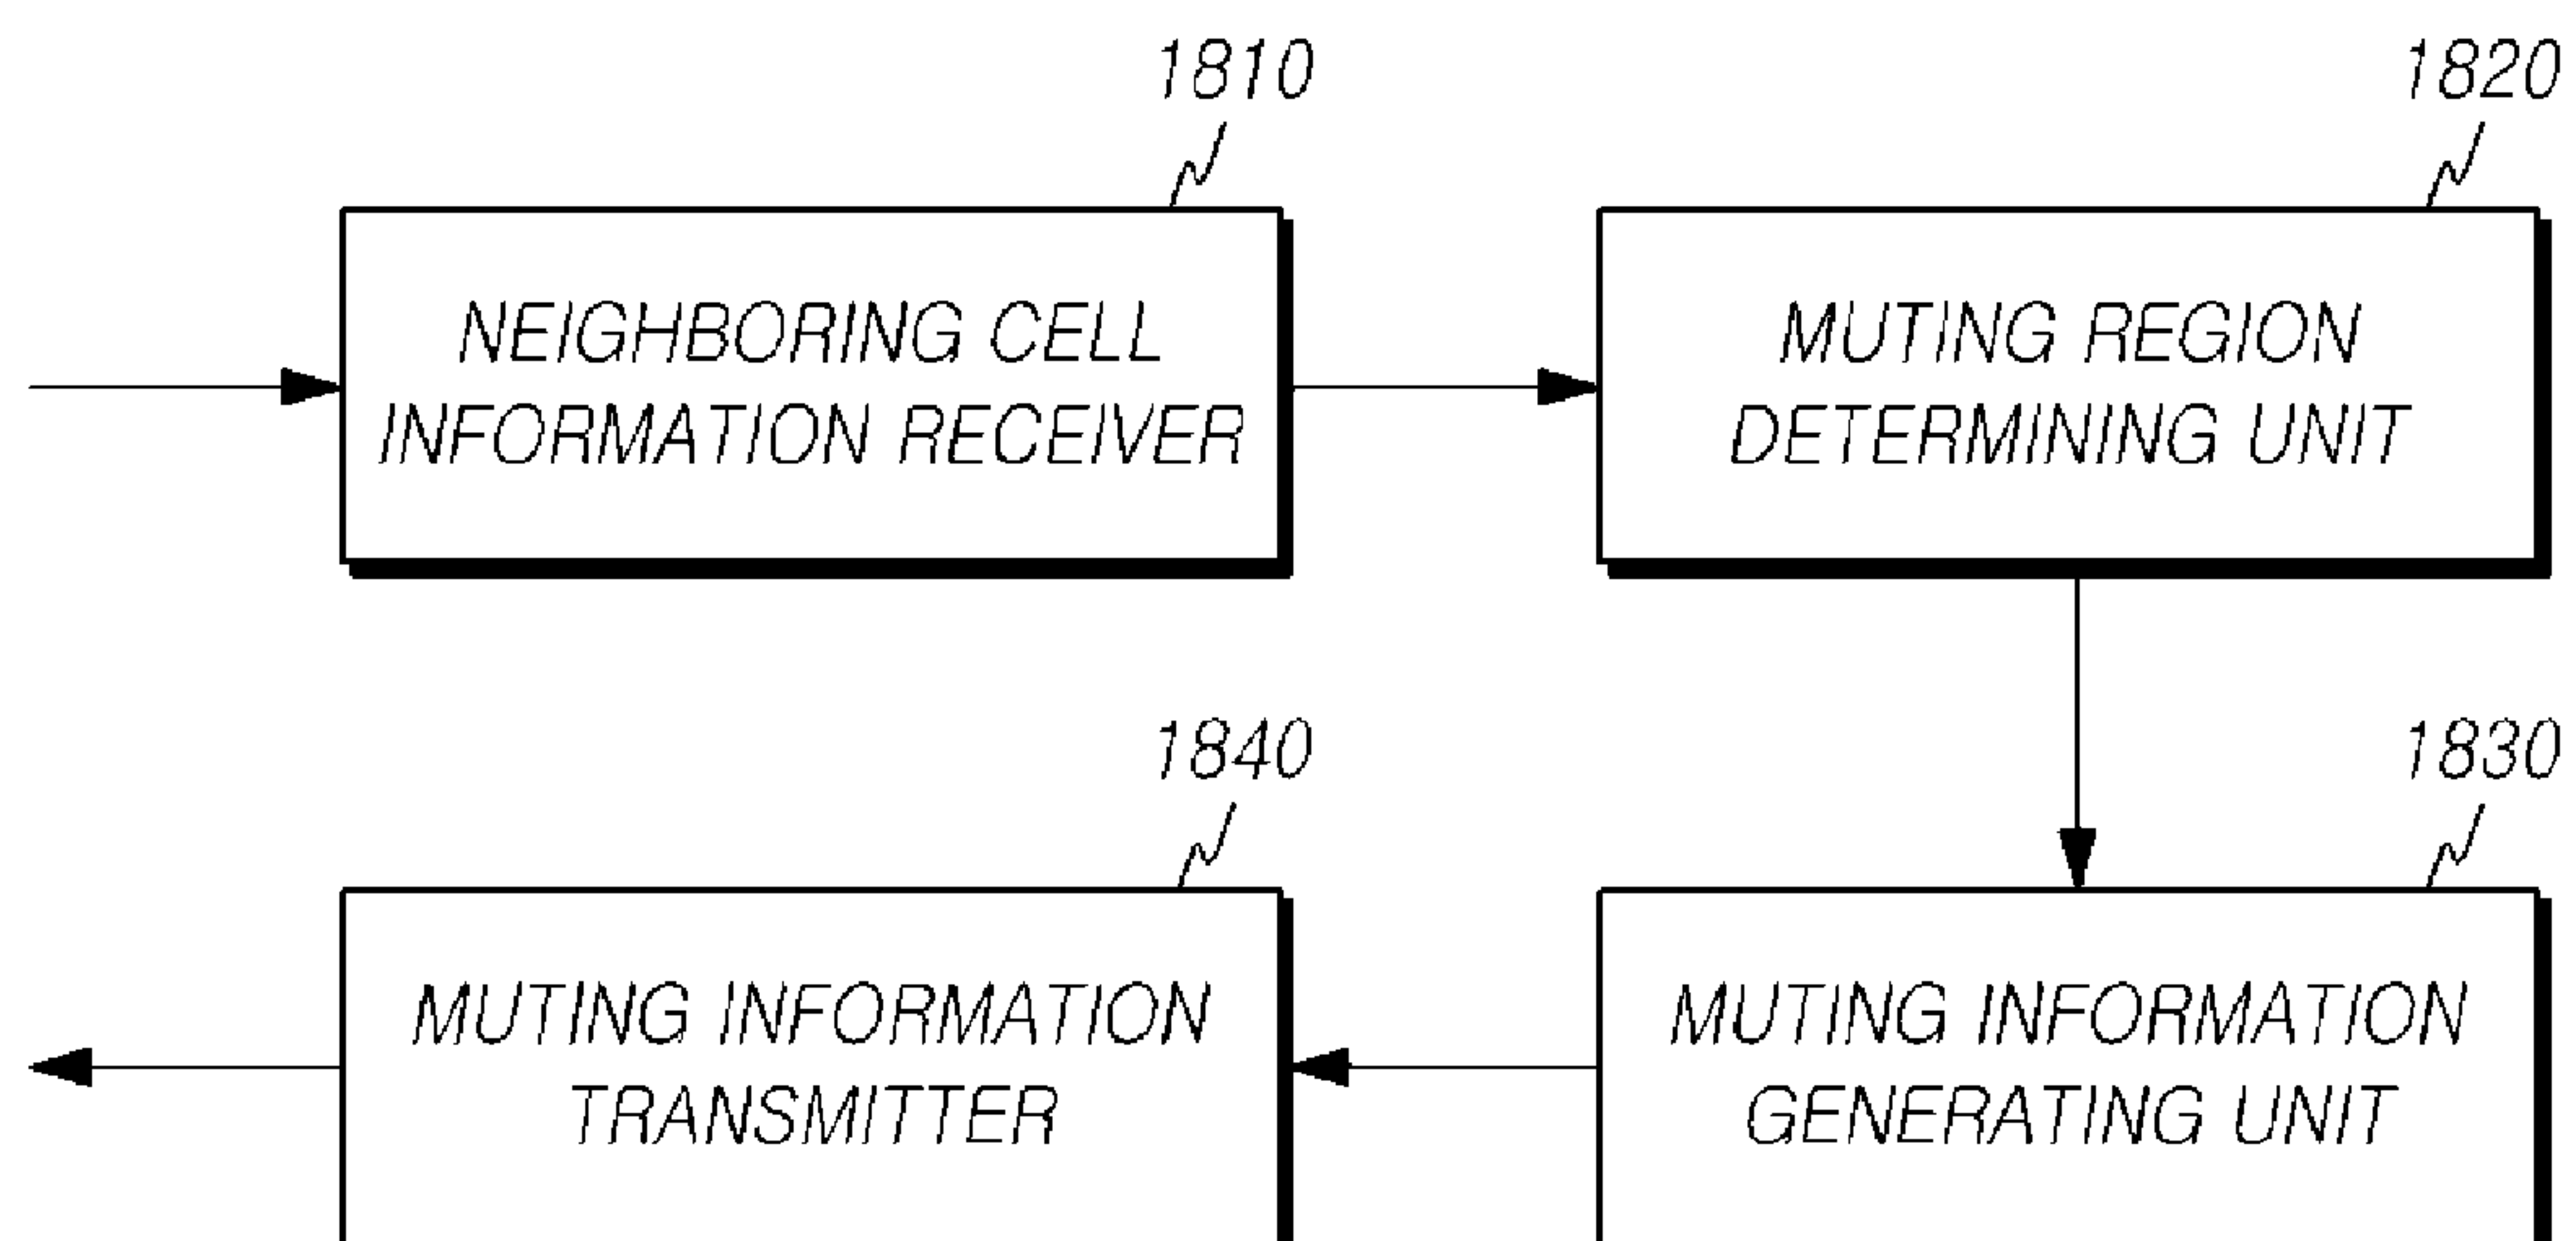 1810
1820
NEIGHBORING CELL
INFORMATION RECEIVER
MUTING REGION
DETERMINING UNIT
1840
1830
MUTING INFORMATION
TRANSMITTER
MUTING INFORMATION
GENERATING UNIT